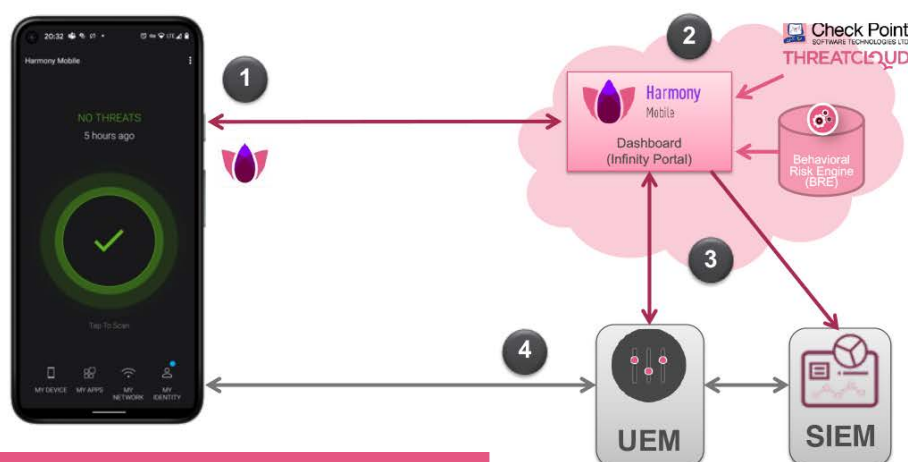 20:32
Harmony Mobile
NO THREATS
5 hours ago
Tap To Scan
MY DEVICE
MY APPS
MY
NETWORK
MY
IDENTITY
1
2
Check Point
SOFTWARE TECHNOLOGIES LTD
THREATCLOUD
Harmony
Mobile
Dashboard
(Infinity Portal)
Behavioral
Risk Engine
(BRE)
3
4
UEM
SIEM